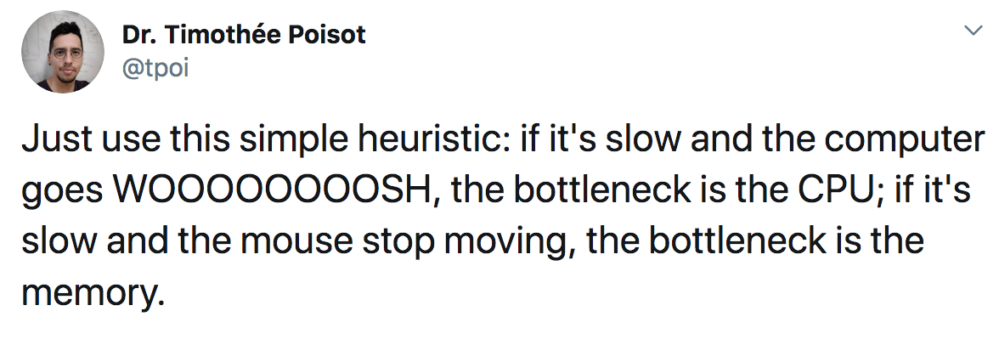 Dr. Timothée Poisot
@tpoi
Just use this simple heuristic: if it's slow and the computer
goes WOOOOOOOOSH, the bottleneck is the CPU; if it's
slow and the mouse stop moving, the bottleneck is the
memory.